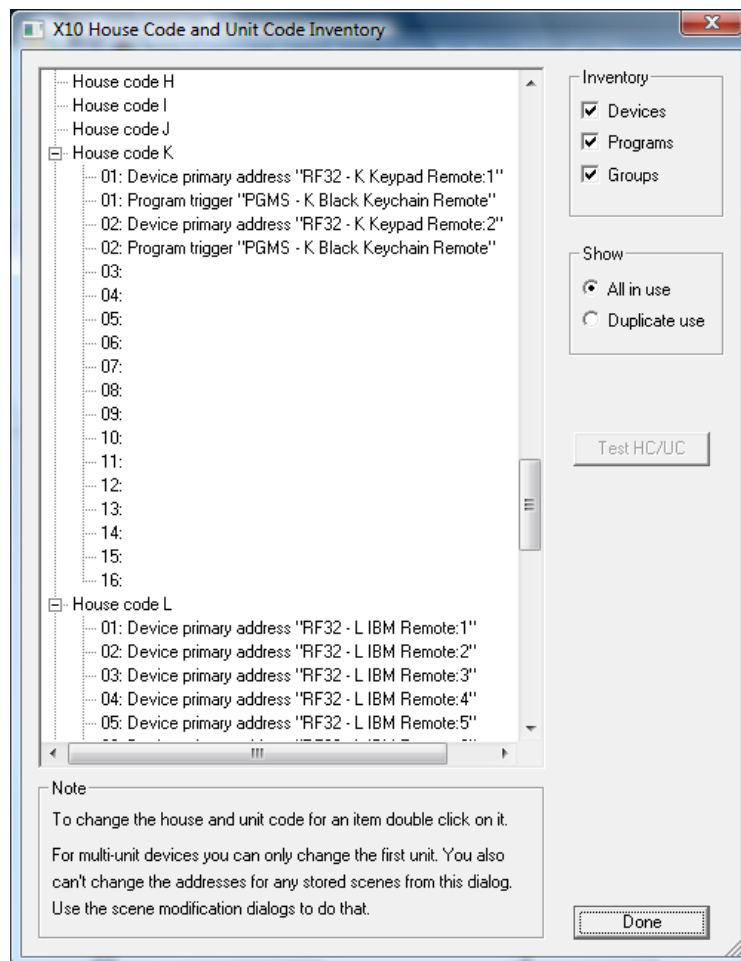 X10 House Code and Unit Code Inventory
House code H
House code I
House code J
House code K
01: Device primary address "RF32 - K Keypad Remote:1"
01: Program trigger "PGMS - K Black Keychain Remote"
02: Device primary address "RF32 - K Keypad Remote:2"
02: Program trigger "PGMS - K Black Keychain Remote"
03:
04:
05:
06:
07:
08:
09:
10:
11:
12:
13:
14:
15:
16:
House code L
01: Device primary address "RF32 - L IBM Remote:1"
02: Device primary address "RF32 - L IBM Remote:2"
03: Device primary address "RF32 - L IBM Remote:3"
04: Device primary address "RF32 - L IBM Remote:4"
05: Device primary address "RF32 - L IBM Remote:5"
Inventory
Devices
Programs
Groups
Show
All in use
Duplicate use
Test HC/UC
Note
To change the house and unit code for an item double click on it.
For multi-unit devices you can only change the first unit. You also
can't change the addresses for any stored scenes from this dialog.
Use the scene modification dialogs to do that.
Done